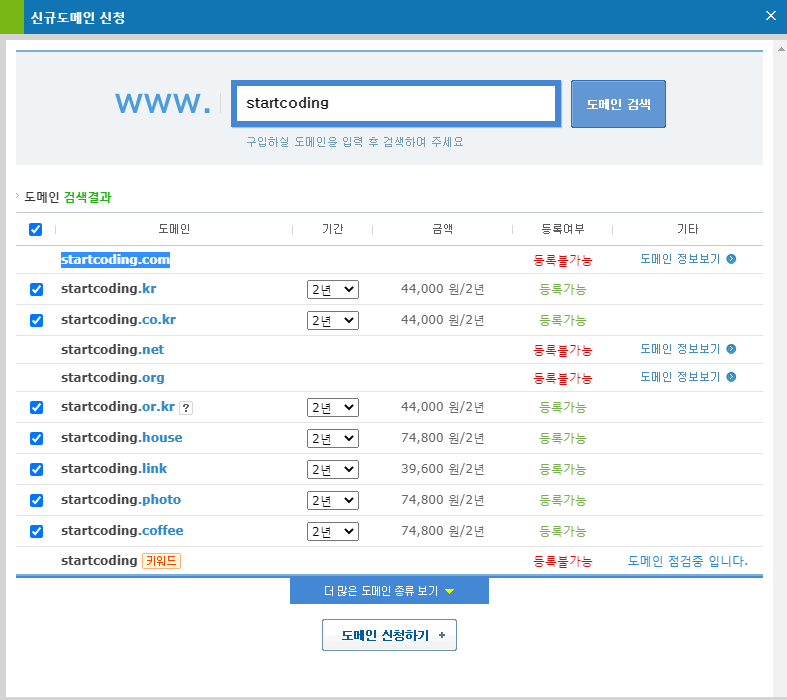 신규도메인 신청
www. startcoding 도메인 검색
구입하실 도메인을 입력 후 검색하여 주세요
도메인 검색결과
도메인 기간 금액 등록여부 기타
startcoding.com 등록불가능 도메인 정보보기
startcoding.kr 2년 44,000 원/2년 등록가능
startcoding.co.kr 2년 44,000 원/2년 등록가능
startcoding.net 등록불가능 도메인 정보보기
startcoding.org 등록불가능 도메인 정보보기
startcoding.or.kr ? 2년 44,000 원/2년 등록가능
startcoding.house 2년 74,800 원/2년 등록가능
startcoding.link 2년 39,600 원/2년 등록가능
startcoding.photo 2년 74,800 원/2년 등록가능
startcoding.coffee 2년 74,800 원/2년 등록가능
startcoding 키워드 등록불가능 도메인 점검중 입니다.
더 많은 도메인 종류 보기
도메인 신청하기 +